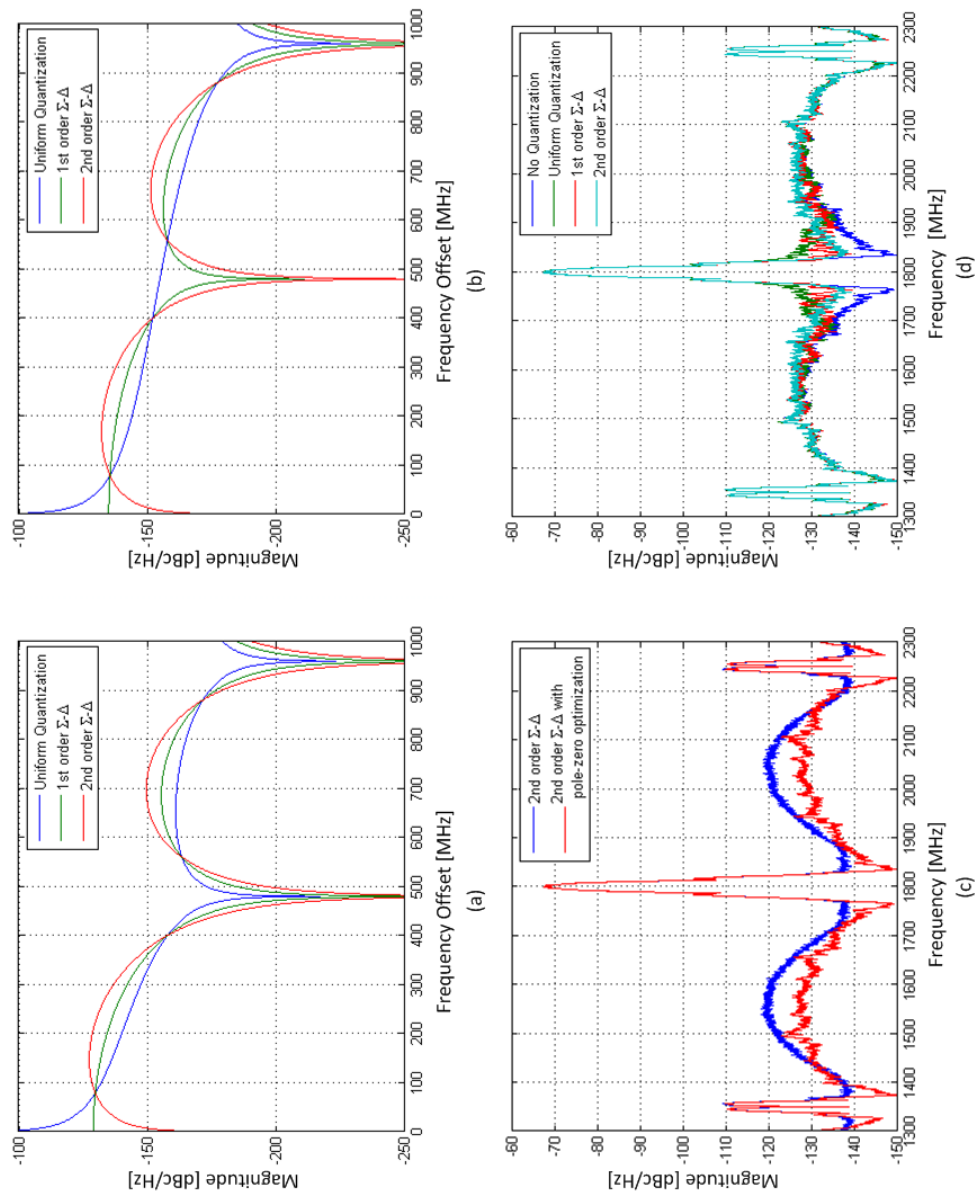 Uniform Quantization
1st order Σ-Δ
2nd order Σ-Δ
Magnitude [dBc/Hz]
-100
-150
-200
-250
0 100 200 300 400 500 600 700 800 900 1000
Frequency Offset [MHz]
(a)
Uniform Quantization
1st order Σ-Δ
2nd order Σ-Δ
Magnitude [dBc/Hz]
-100
-150
-200
-250
0 100 200 300 400 500 600 700 800 900 1000
Frequency Offset [MHz]
(b)
2nd order Σ-Δ
2nd order Σ-Δ with
pole-zero optimization
Magnitude [dBc/Hz]
-60
-70
-80
-90
-100
-110
-120
-130
-140
-150
1300 1400 1500 1600 1700 1800 1900 2000 2100 2200 2300
Frequency [MHz]
(c)
No Quantization
Uniform Quantization
1st order Σ-Δ
2nd order Σ-Δ
Magnitude [dBc/Hz]
-60
-70
-80
-90
-100
-110
-120
-130
-140
-150
1300 1400 1500 1600 1700 1800 1900 2000 2100 2200 2300
Frequency [MHz]
(d)